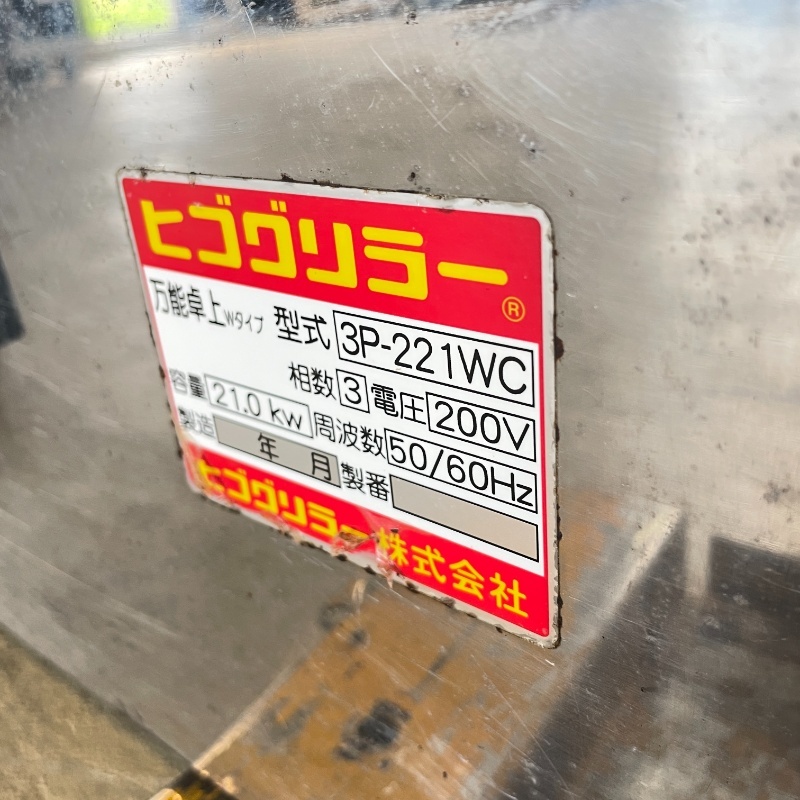 ヒゴグリラー®
万能卓上Wタイプ 型式 3P-221WC
相数 3 電圧 200V
容量 21.0 kW 周波数 50/60Hz
製造 年 月 製番
ヒゴグリラー株式会社